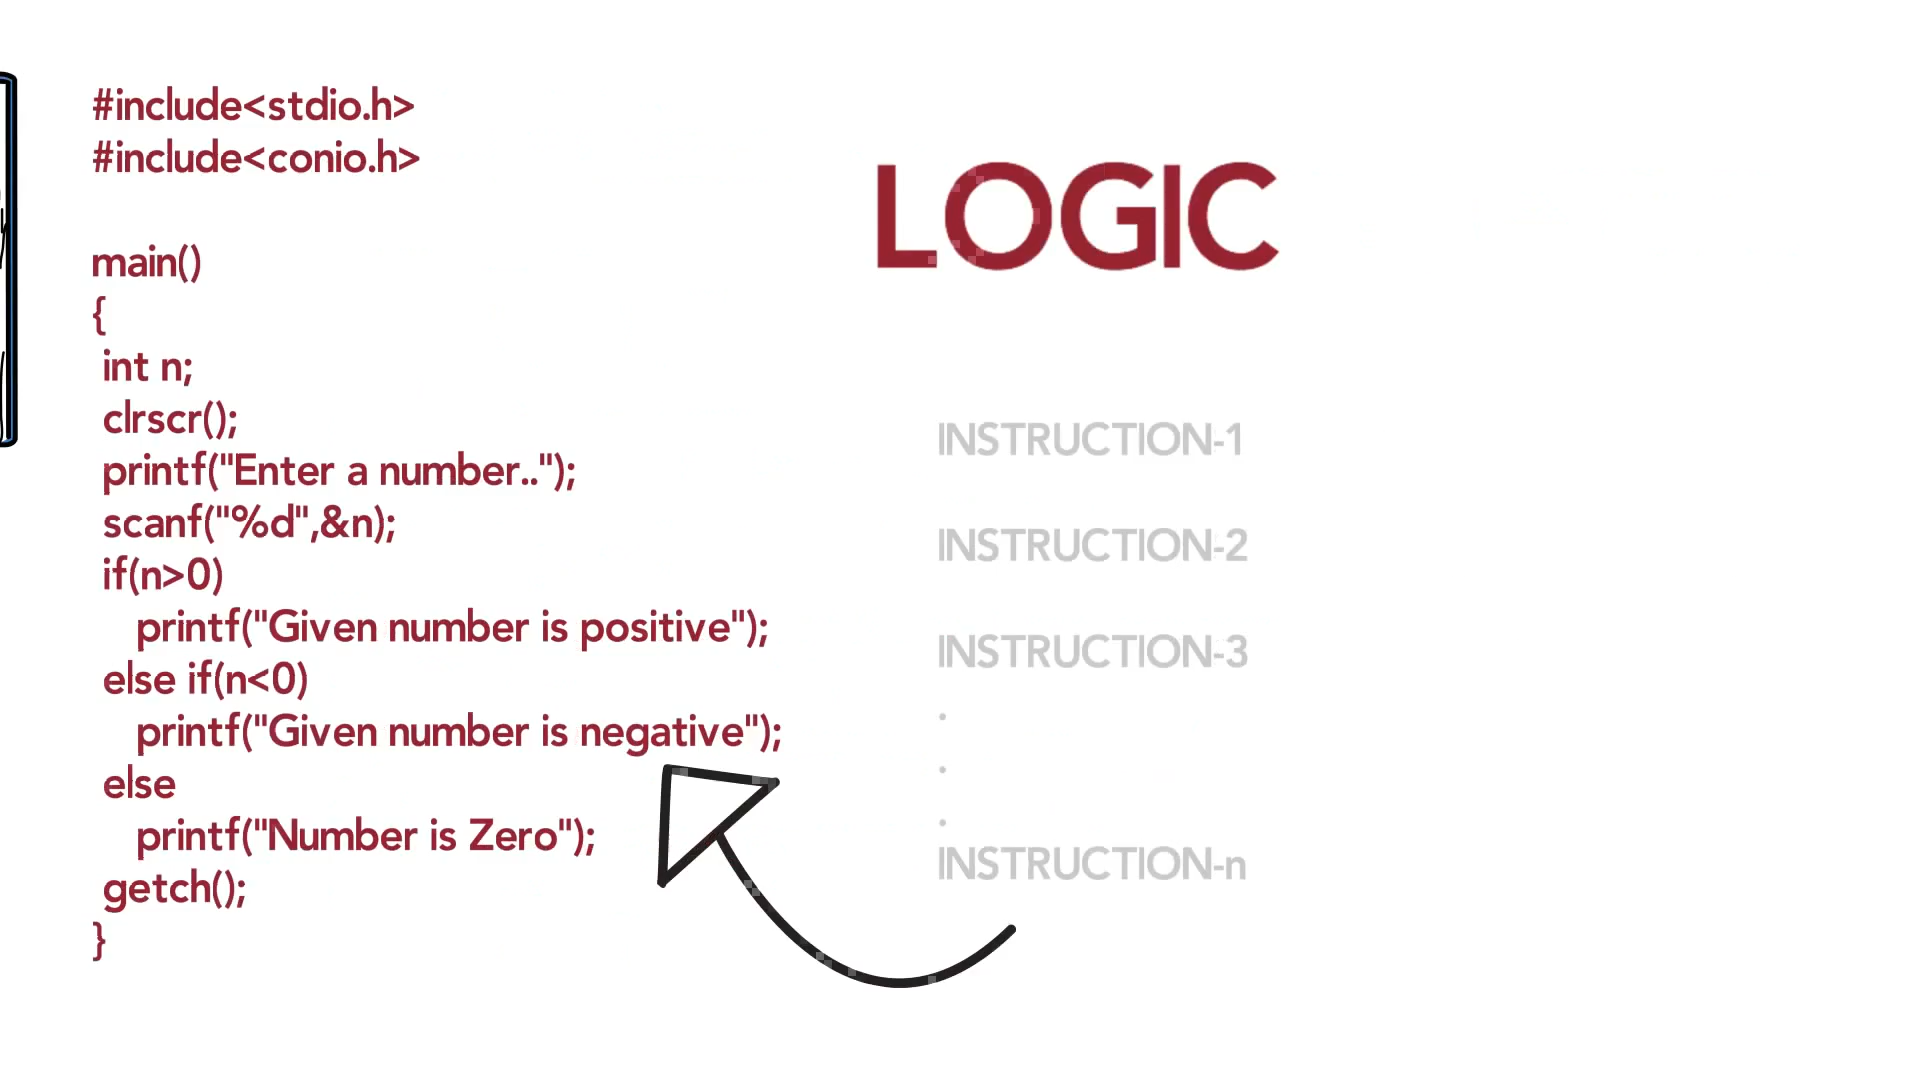 #include<stdio.h>
#include<conio.h>
main()
{
int n;
clrscr();
printf("Enter a number..");
scanf("%d",&n);
if(n>0)
printf("Given number is positive");
else if(n<0)
printf("Given number is negative");
else
printf("Number is Zero");
getch();
}
LOGIC
INSTRUCTION-1
INSTRUCTION-2
INSTRUCTION-3
.
.
.
INSTRUCTION-n